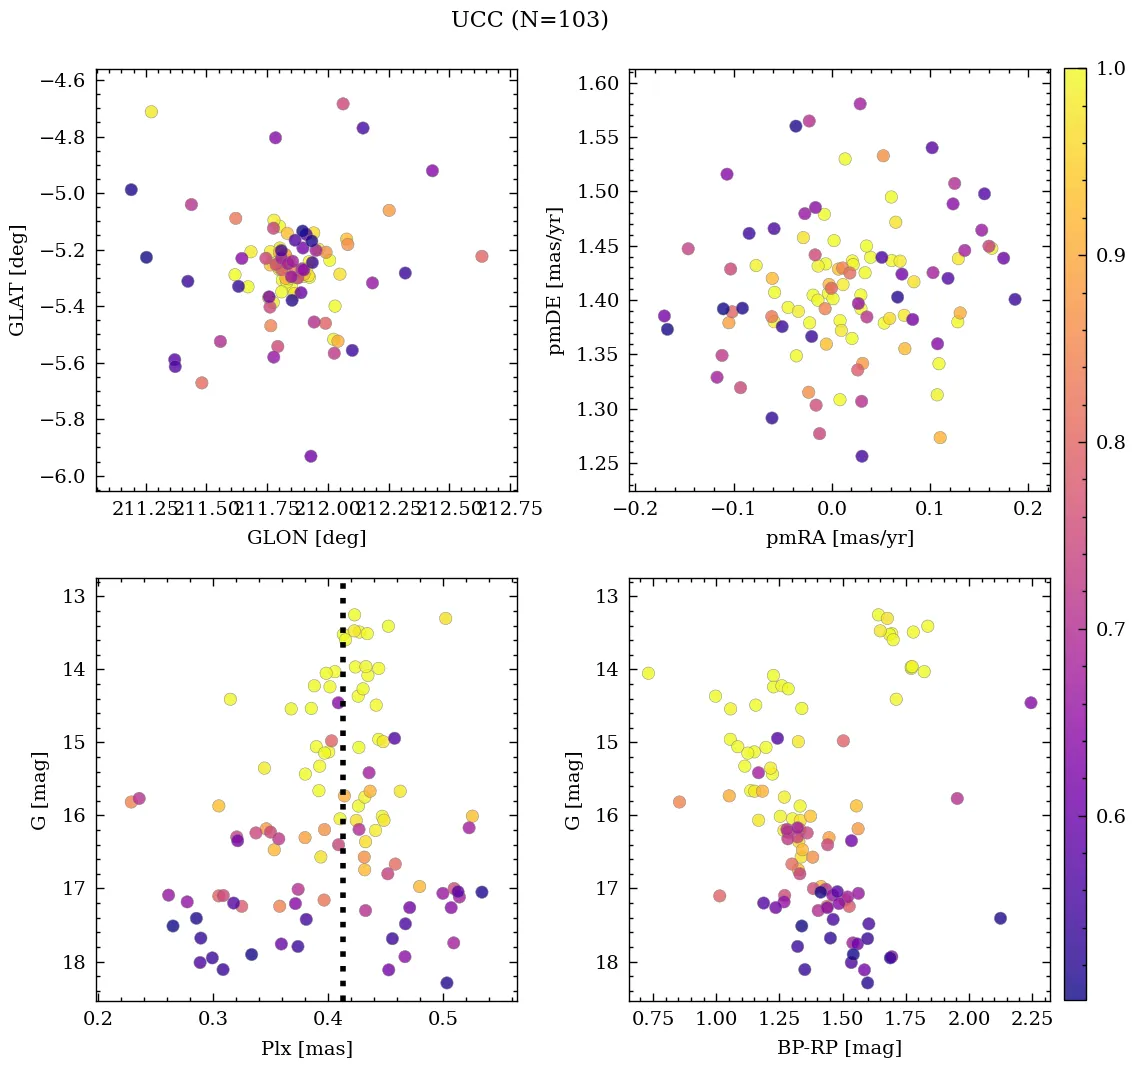 UCC (N=103)
−4.6
−4.8
−5.0
−5.2
−5.4
−5.6
−5.8
−6.0
GLAT [deg]
211.25 211.50 211.75 212.00 212.25 212.50 212.75
GLON [deg]
1.60
1.55
1.50
1.45
1.40
1.35
1.30
1.25
pmDE [mas/yr]
−0.2 −0.1 0.0 0.1 0.2
pmRA [mas/yr]
13
14
15
16
17
18
G [mag]
0.2 0.3 0.4 0.5
Plx [mas]
13
14
15
16
17
18
G [mag]
0.75 1.00 1.25 1.50 1.75 2.00 2.25
BP-RP [mag]
1.0
0.9
0.8
0.7
0.6